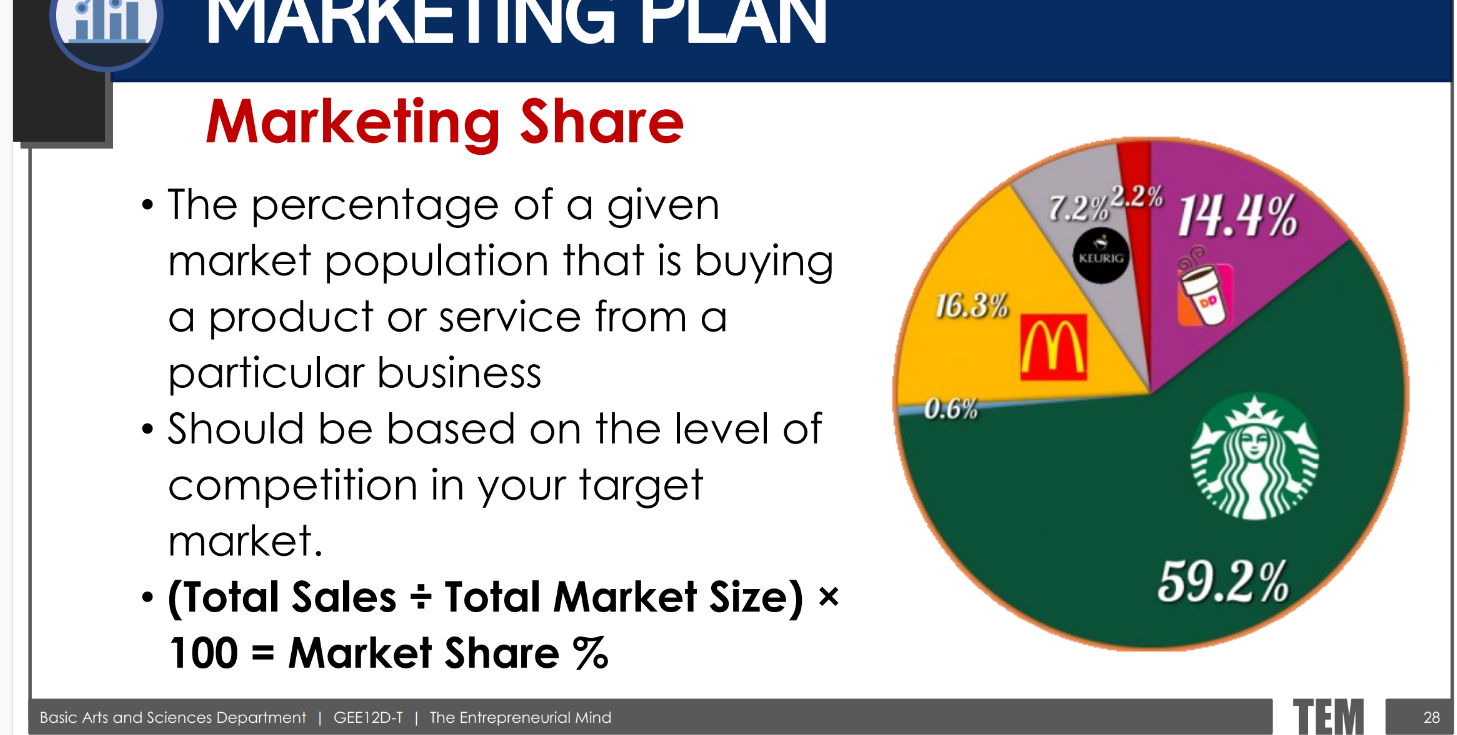 MARKETING PLAN
Marketing Share
• The percentage of a given
market population that is buying
a product or service from a
particular business
• Should be based on the level of
competition in your target
market.
• (Total Sales ÷ Total Market Size) ×
100 = Market Share %
7.2%
2.2%
14.4%
KEURIG
DD
16.3%
0.6%
59.2%
Basic Arts and Sciences Department | GEE12D-T | The Entrepreneurial Mind
TEM
28